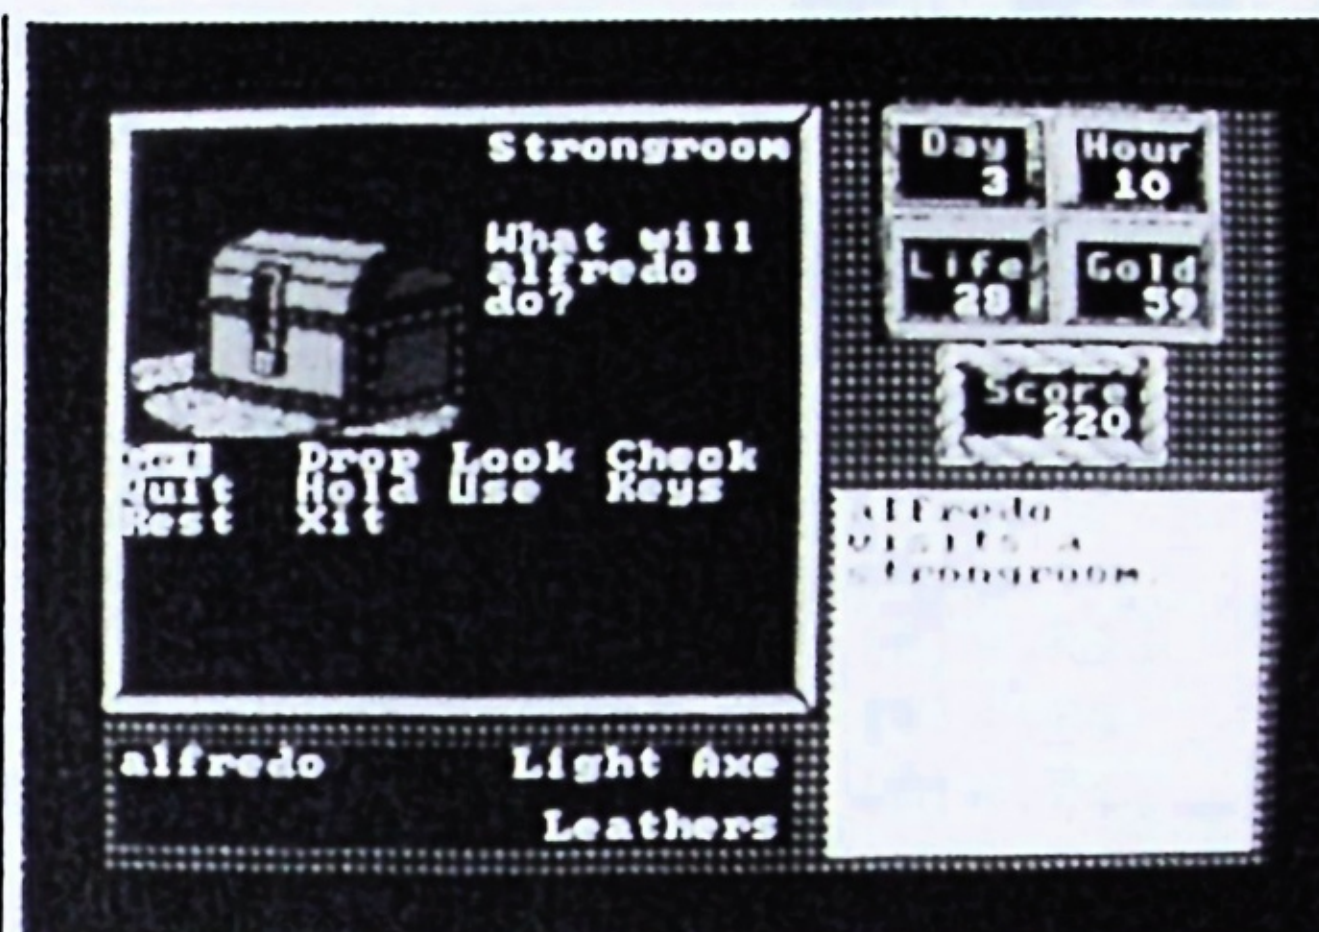 Strongroom
What will
alfredo
do?
Get Drop Look Check
Quit Hold Use Keys
Rest Xit
alfredo Light Axe
Leathers
Day
3
Hour
10
Life
28
Gold
59
Score
220
alfredo
visits a
strongroom.